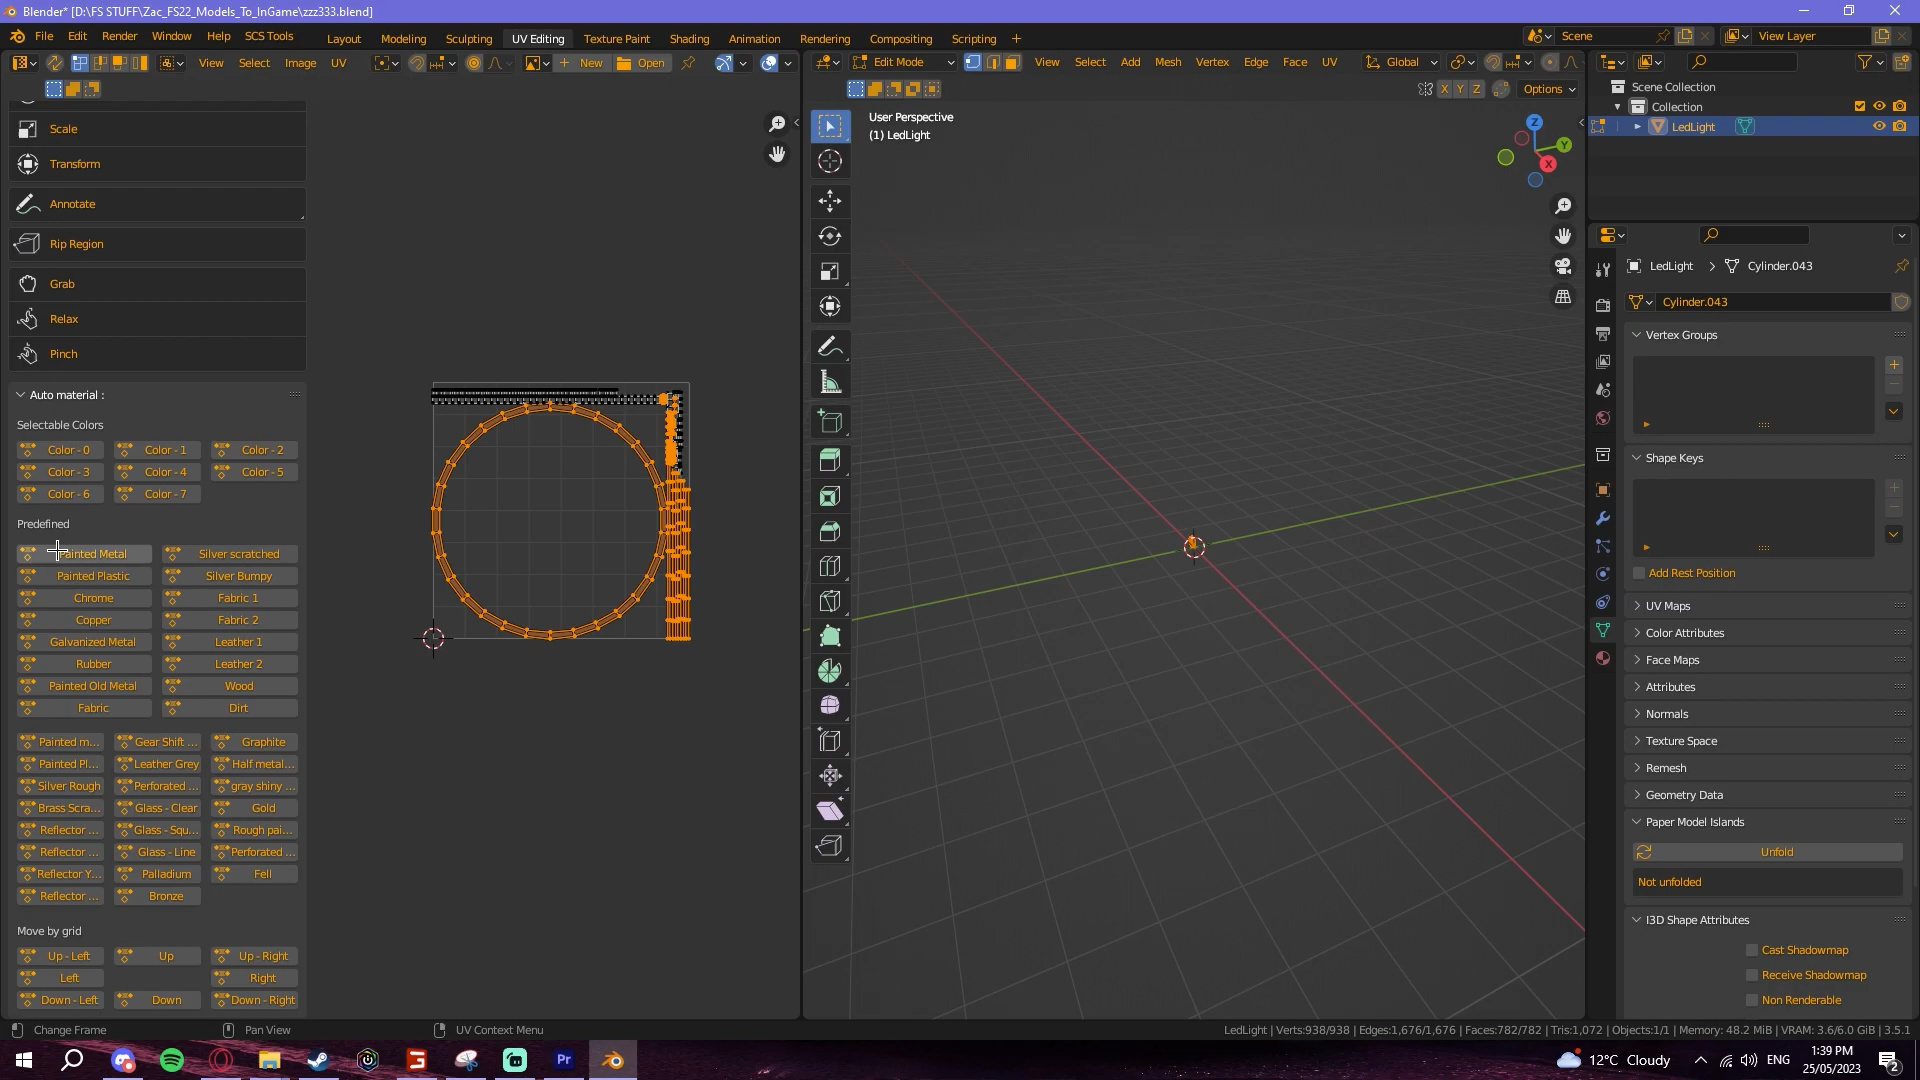 Blender* [D:\FS STUFF\Zac_FS22_Models_To_InGame\zzz333.blend]
File Edit Render Window Help SCS Tools Layout Modeling Sculpting UV Editing Texture Paint Shading Animation Rendering Compositing Scripting Scene View Layer
View Select Image UV New Open Edit Mode View Select Add Mesh Vertex Edge Face UV Global
X Y Z Options
Scale
Transform
Annotate
Rip Region
Grab
Relax
Pinch
Auto material :
Selectable Colors
Color - 0 Color - 1 Color - 2
Color - 3 Color - 4 Color - 5
Color - 6 Color - 7
Predefined
Painted Metal Silver scratched
Painted Plastic Silver Bumpy
Chrome Fabric 1
Copper Fabric 2
Galvanized Metal Leather 1
Rubber Leather 2
Painted Old Metal Wood
Fabric Dirt
Painted m... Gear Shift ... Graphite
Painted Pl... Leather Grey Half metal...
Silver Rough Perforated ... gray shiny ...
Brass Scra... Glass - Clear Gold
Reflector ... Glass - Squ... Rough pai...
Reflector ... Glass - Line Perforated ...
Reflector Y... Palladium Fell
Reflector ... Bronze
Move by grid
Up - Left Up Up - Right
Left Right
Down - Left Down Down - Right
User Perspective
(1) LedLight
Z
Y
X
Scene Collection
Collection
LedLight
LedLight > Cylinder.043
Cylinder.043
Vertex Groups
Shape Keys
Add Rest Position
UV Maps
Color Attributes
Face Maps
Attributes
Normals
Texture Space
Remesh
Geometry Data
Paper Model Islands
Unfold
Not unfolded
I3D Shape Attributes
Cast Shadowmap
Receive Shadowmap
Non Renderable
Change Frame Pan View UV Context Menu LedLight | Verts:938/938 | Edges:1,676/1,676 | Faces:782/782 | Tris:1,072 | Objects:1/1 | Memory: 48.2 MiB | VRAM: 3.6/6.0 GiB | 3.5.1
Pr 12°C Cloudy ENG
1:39 PM
25/05/2023
2